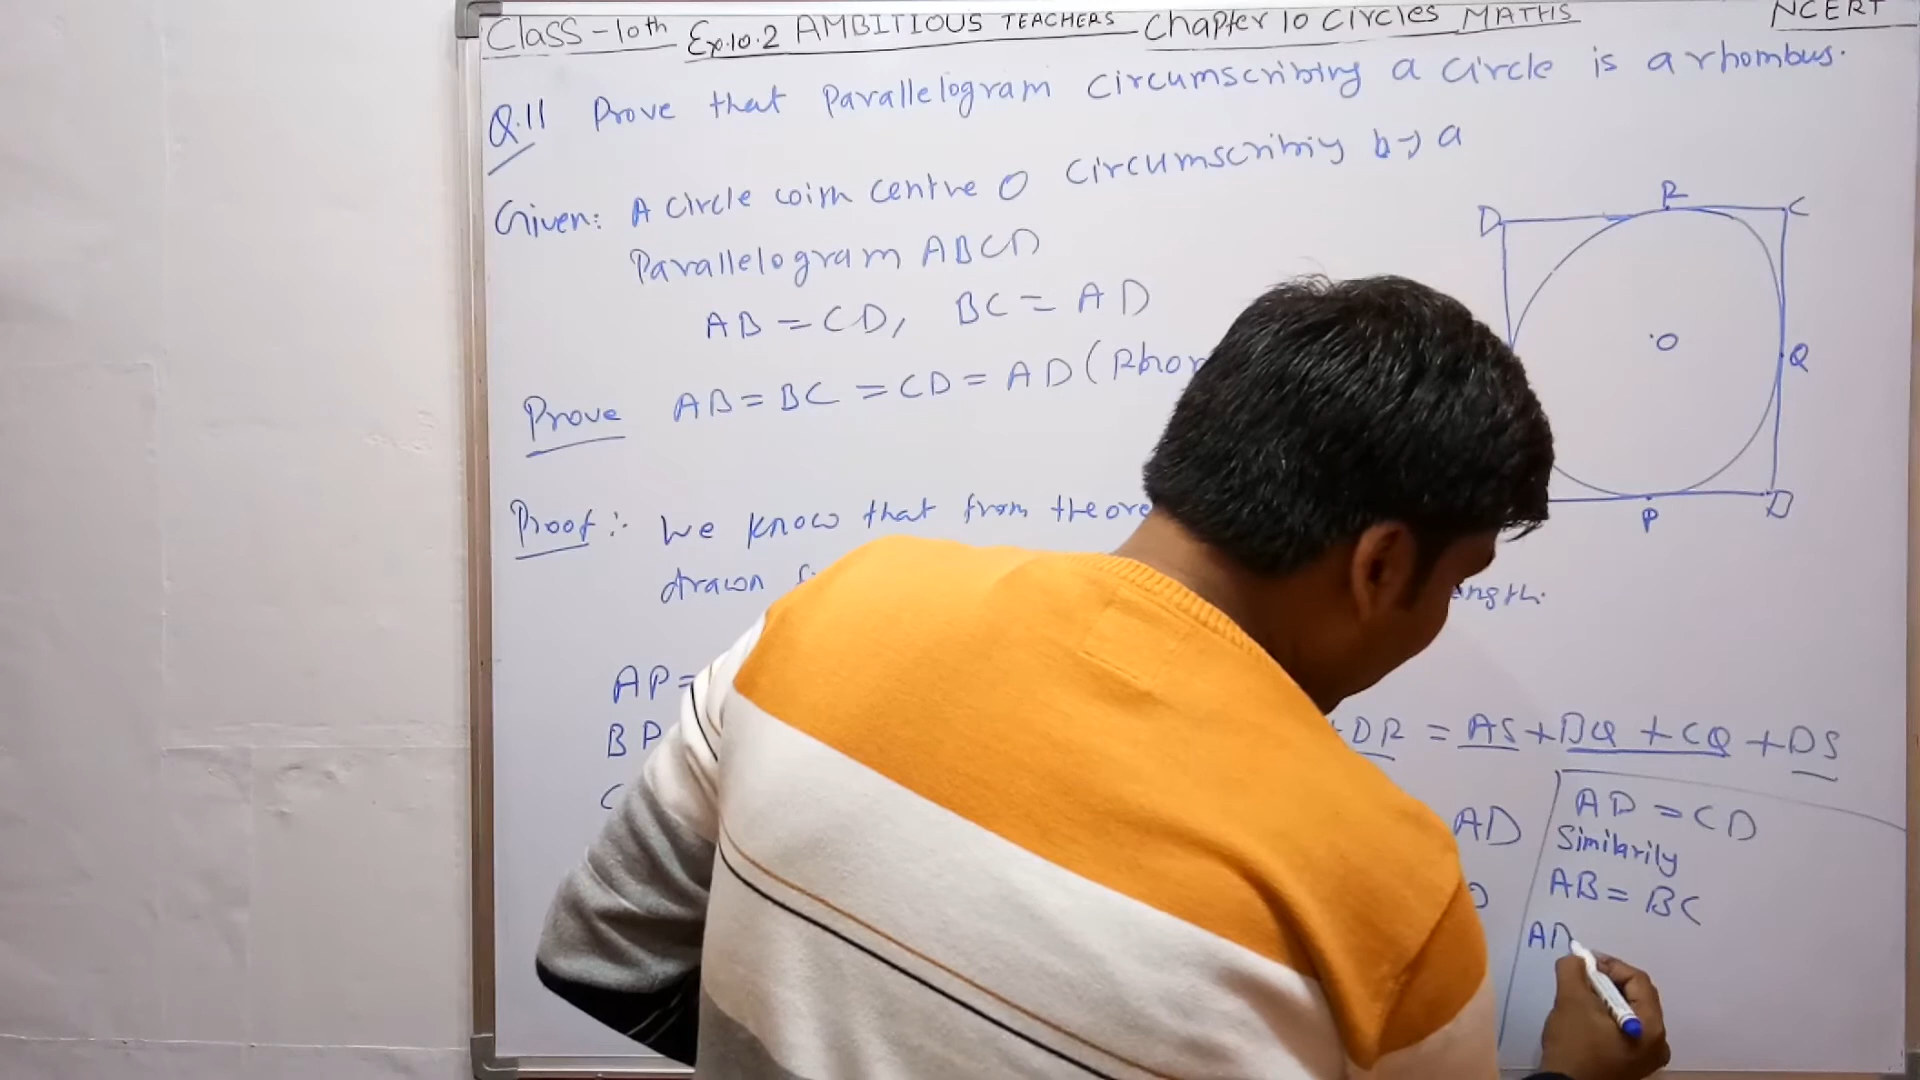 Class-10th Ex.10.2 AMBITIOUS TEACHERS Chapter 10 Circles MATHS NCERT
Q.11 Prove that Parallelogram Circumscribing a Circle is a rhombus.
Given: A Circle with Centre O Circumscribing by a
Parallelogram ABCD
AB = CD, BC = AD
Prove AB = BC = CD = AD (Rhom
D R C
O
Q
P B
Proof:- We know that from theore
drawn
ength.
AP =
BP
C
+DR = AS + BQ + CQ + DS
AD
AD = CD
Similarily
AB = BC
AD